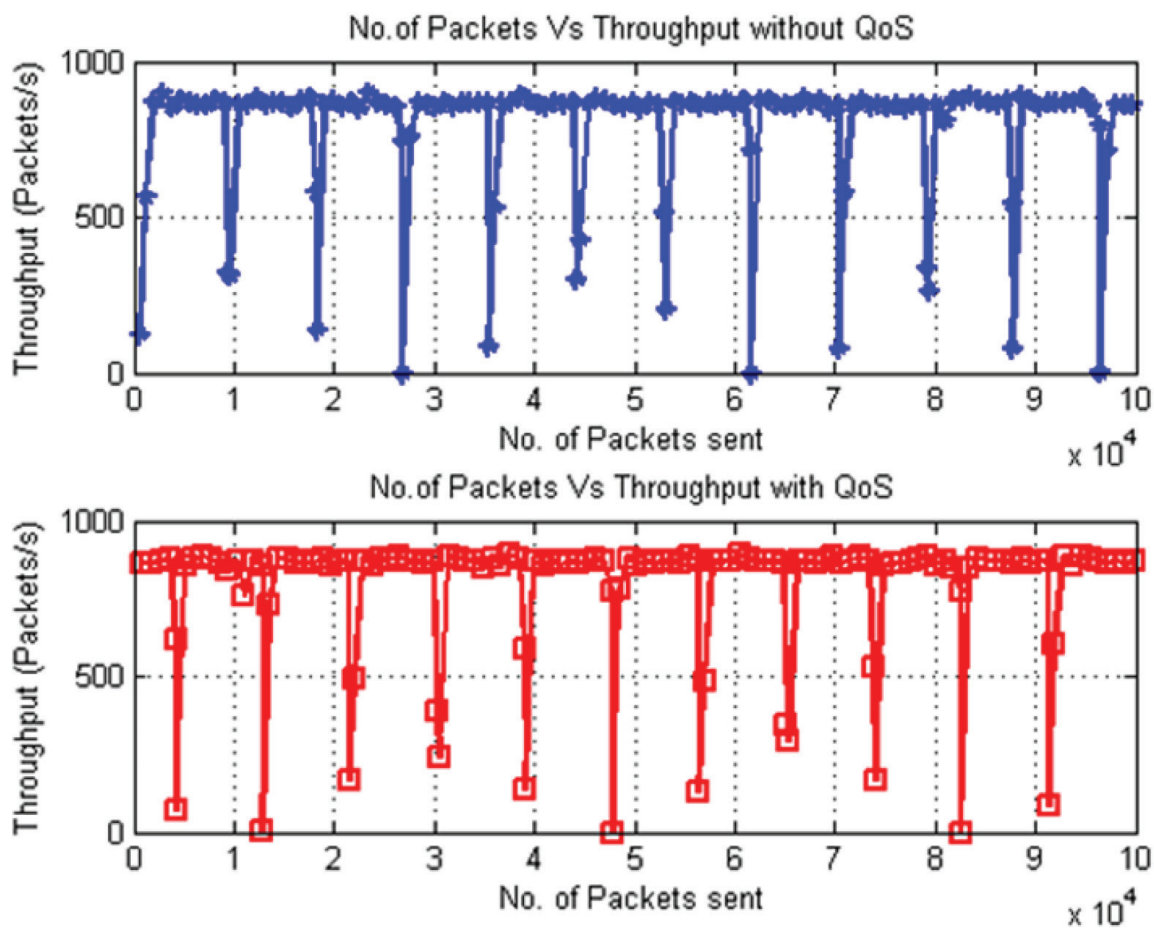 No.of Packets Vs Throughput without QoS
Throughput (Packets/s)
1000
500
0
0 1 2 3 4 5 6 7 8 9 10
No. of Packets sent
x 10^4
No.of Packets Vs Throughput with QoS
Throughput (Packets/s)
1000
500
0
0 1 2 3 4 5 6 7 8 9 10
No. of Packets sent
x 10^4